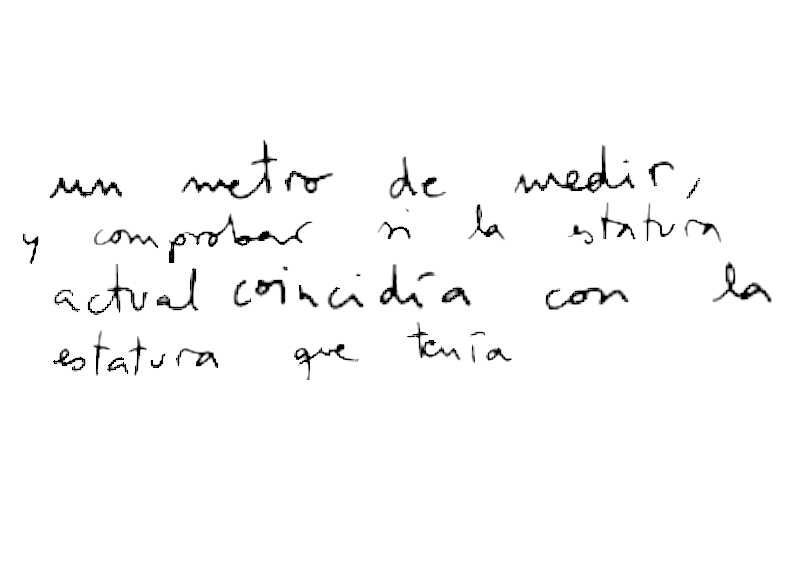 un metro de medir,
y comprobar si la estatura
actual coincidía con la
estatura que tenía